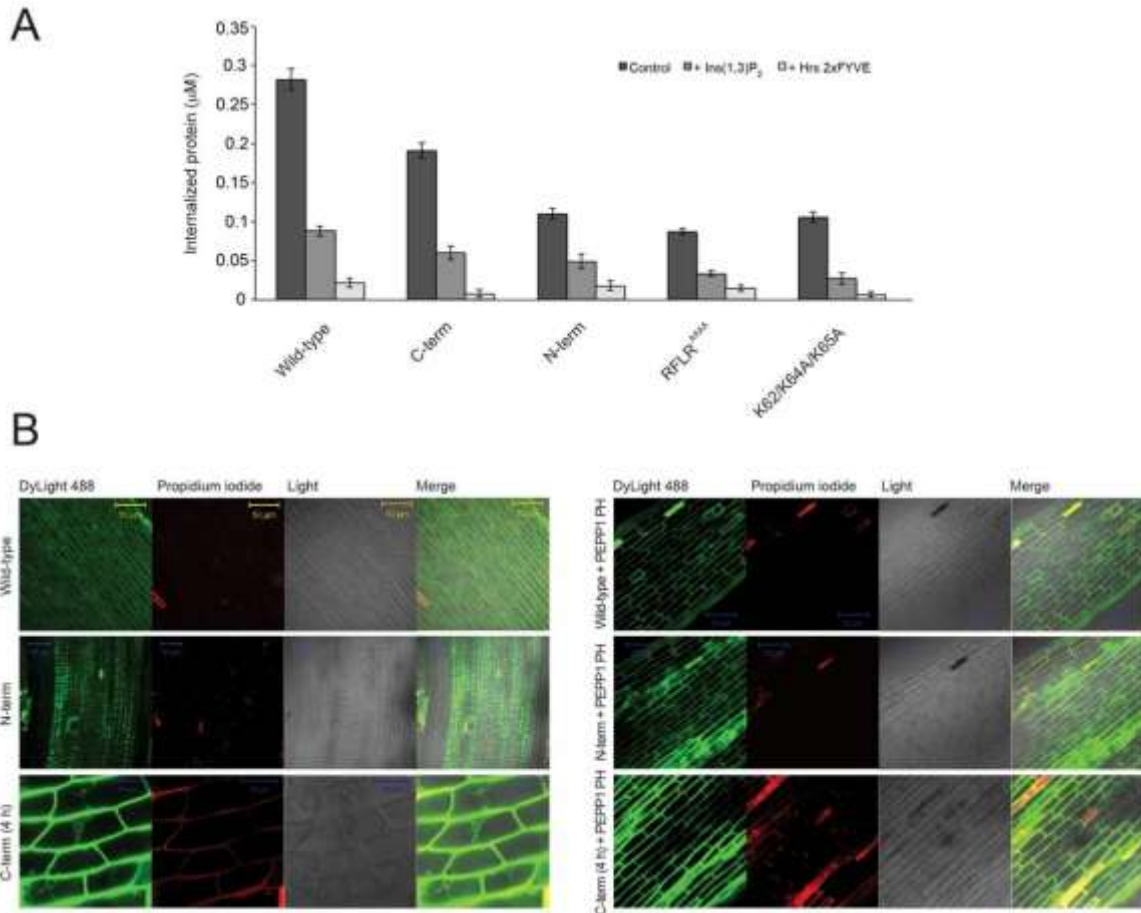 A
0.35
0.3
0.25
0.2
0.15
0.1
0.05
0
Internalized protein (µM)
Control + Ins(1,3)P2 + Hrs 2xFYVE
Wild-type
C-term
N-term
RFLR^AAAA
K62/K64A/K65A
B
DyLight 488 Propidium iodide Light Merge
Wild-type
N-term
C-term (4 h)
DyLight 488 Propidium iodide Light Merge
Wild-type + PEPP1 PH
N-term + PEPP1 PH
C-term (4 h) + PEPP1 PH